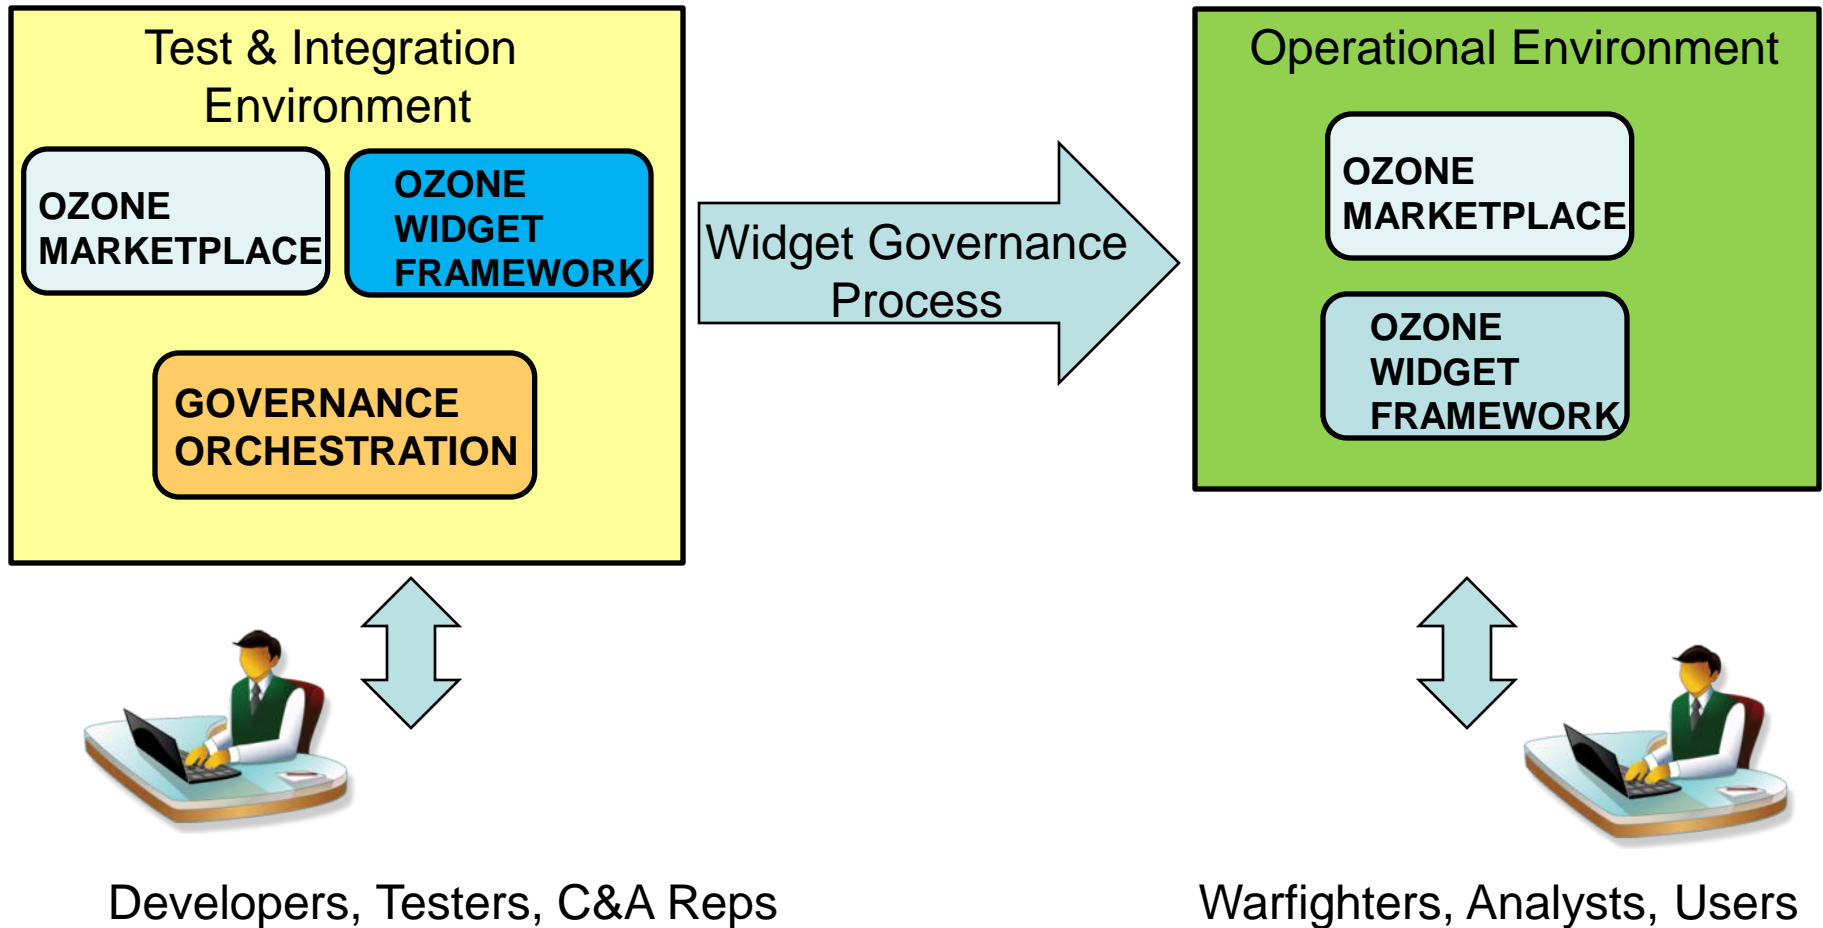 Test & Integration
Environment
OZONE
MARKETPLACE
OZONE
WIDGET
FRAMEWORK
GOVERNANCE
ORCHESTRATION
Widget Governance
Process
Operational Environment
OZONE
MARKETPLACE
OZONE
WIDGET
FRAMEWORK
Developers, Testers, C&A Reps
Warfighters, Analysts, Users